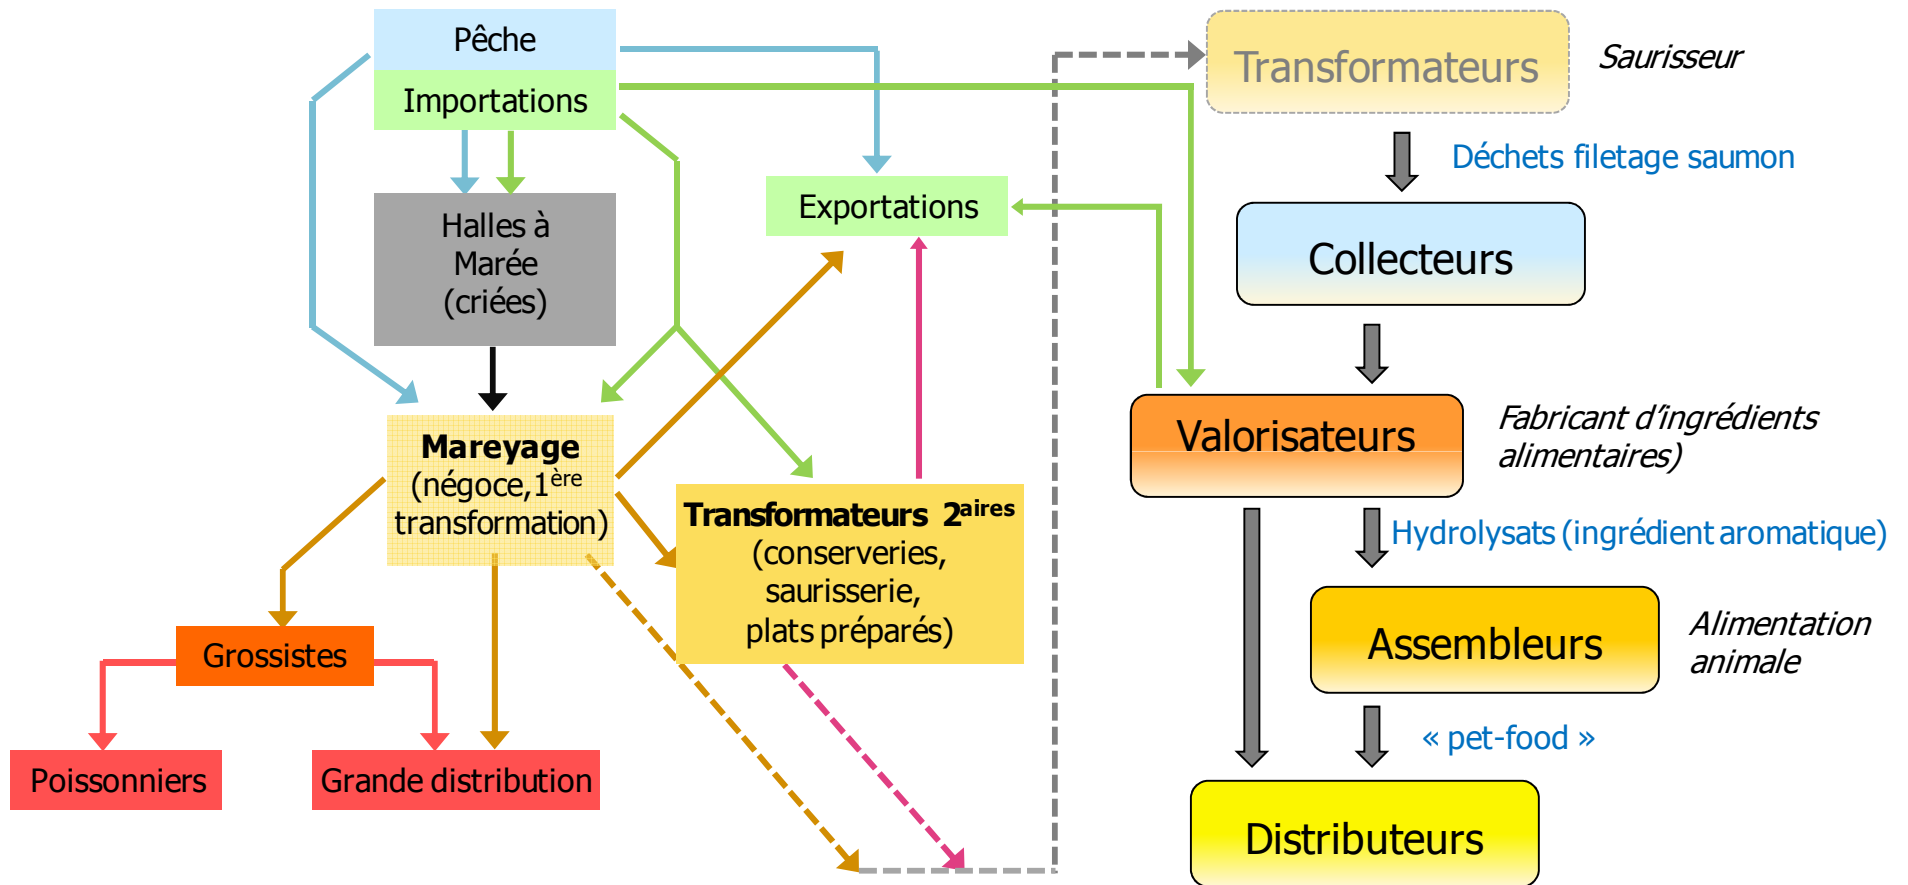 Pêche
Importations
Halles à
Marée
(criées)
Mareyage
(négoce,1ère
transformation)
Grossistes
Poissonniers
Grande distribution
Exportations
Transformateurs 2aires
(conserveries,
saurisserie,
plats préparés)
Transformateurs
Saurisseur
Déchets filetage saumon
Collecteurs
Valorisateurs
Fabricant d’ingrédients
alimentaires)
Hydrolysats (ingrédient aromatique)
Assembleurs
Alimentation
animale
« pet-food »
Distributeurs